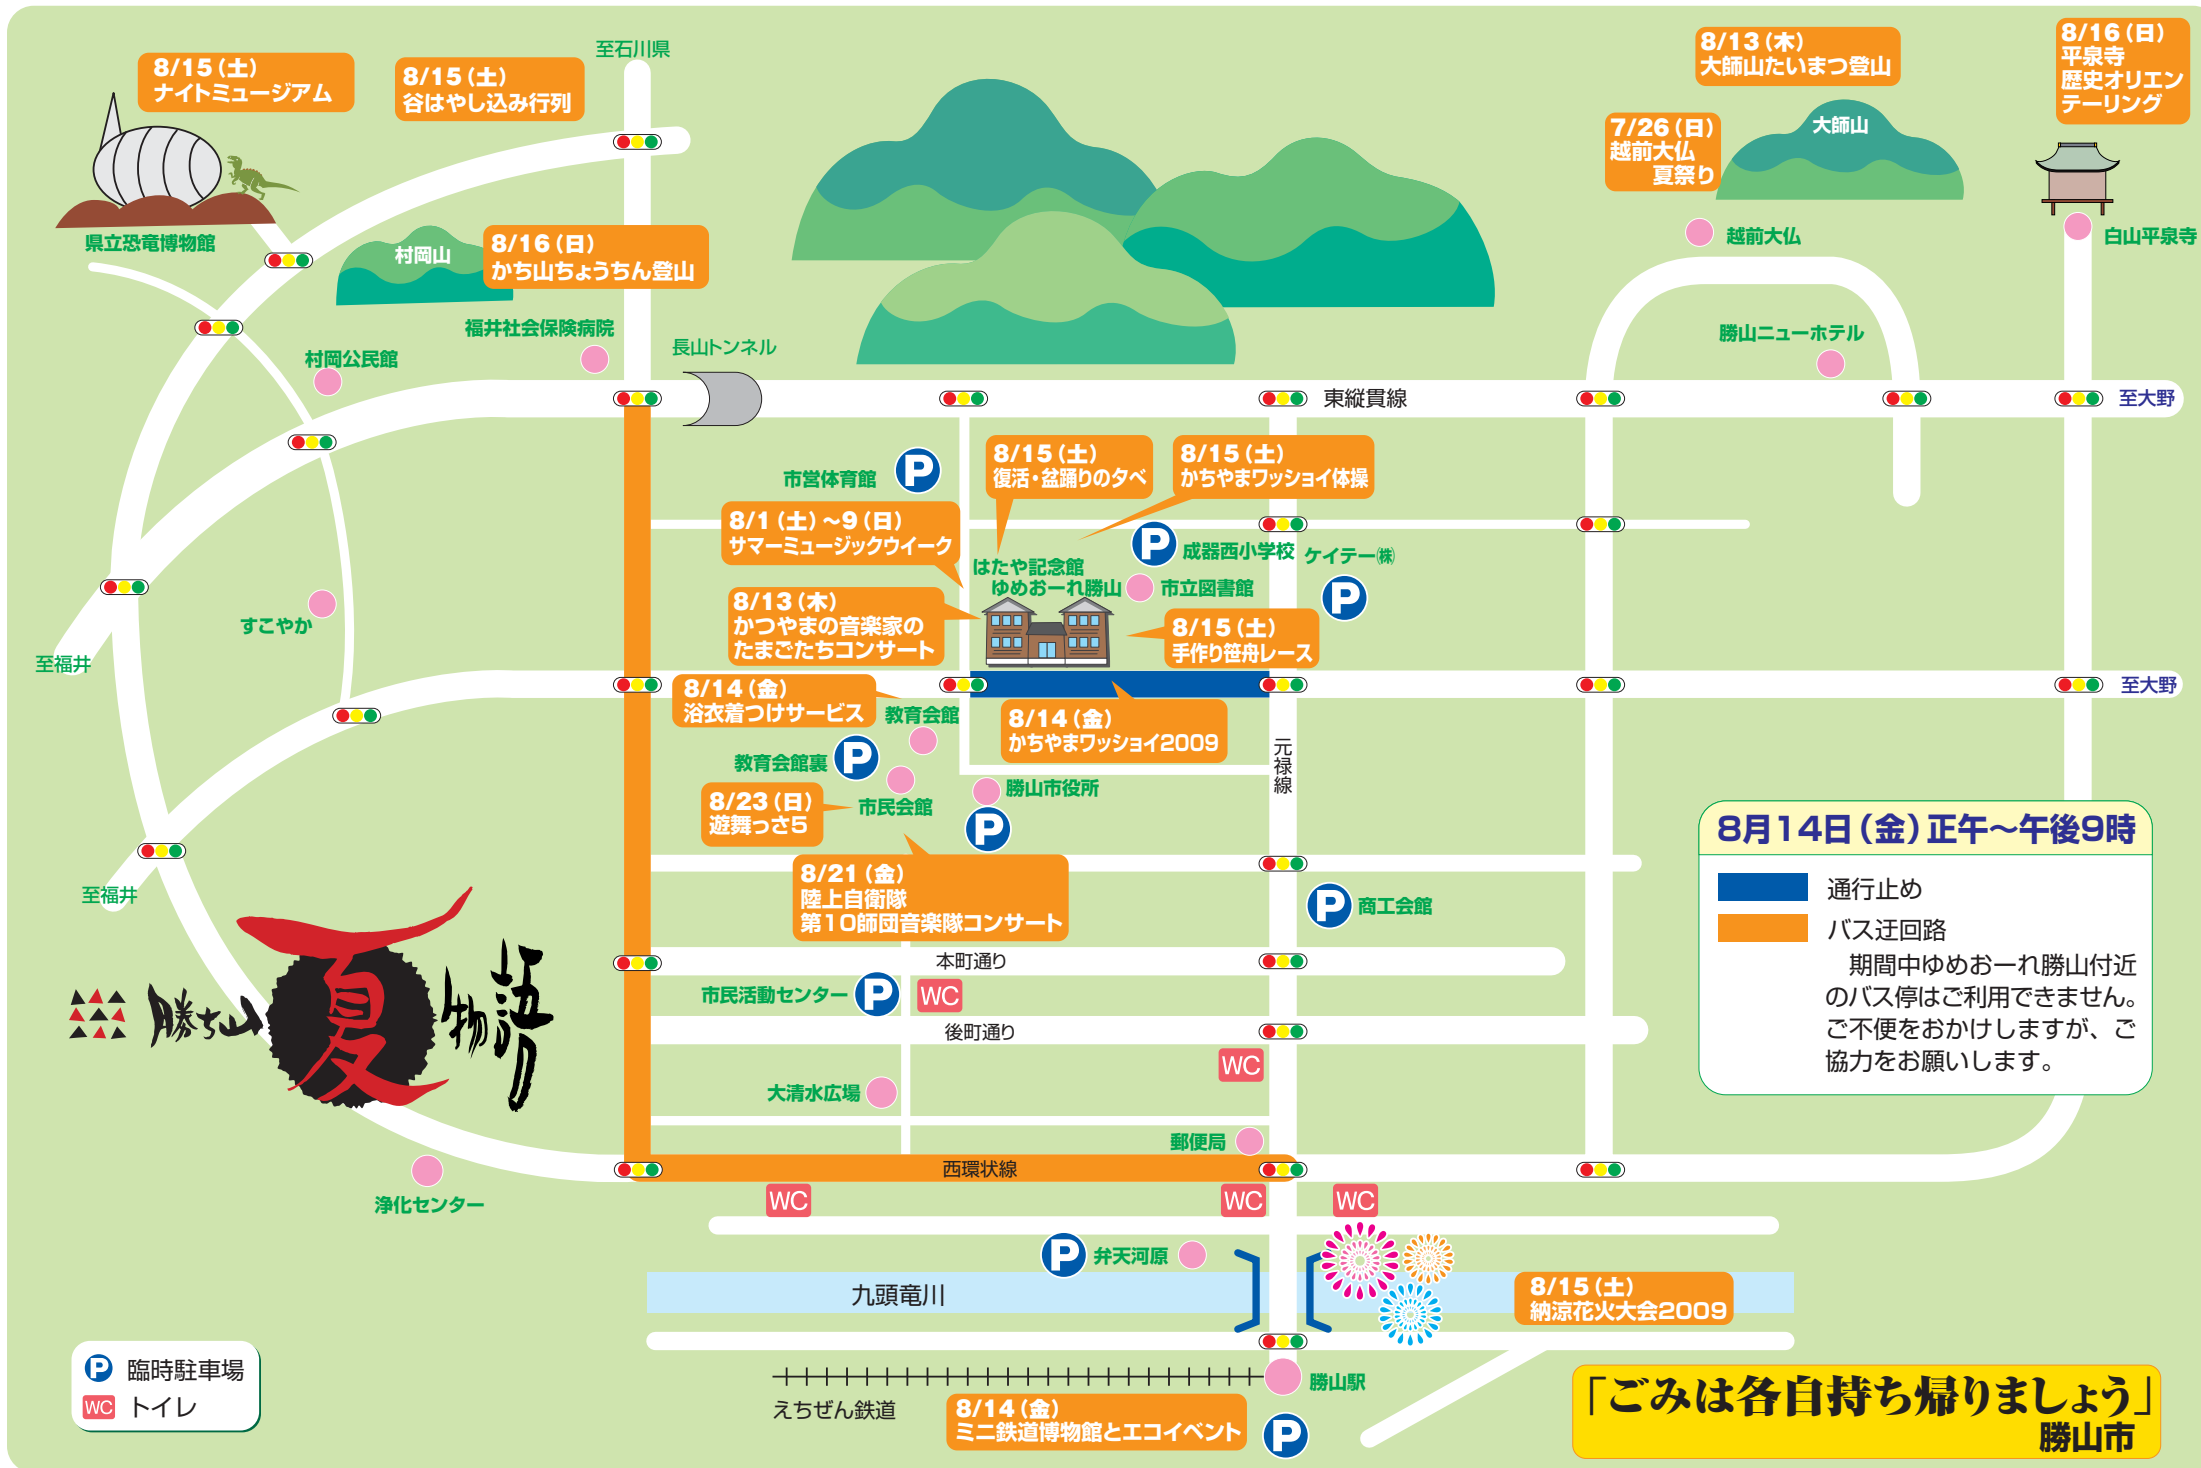 至石川県
8/15(土)
ナイトミュージアム
8/15(土)
谷はやし込み行列
8/13(木)
大師山たいまつ登山
8/16(日)
平泉寺
歴史オリエン
テーリング
7/26(日)
越前大仏
夏祭り
大師山
県立恐竜博物館
村岡山
8/16(日)
かち山ちょうちん登山
越前大仏
白山平泉寺
福井社会保険病院
村岡公民館
長山トンネル
勝山ニューホテル
東縦貫線
至大野
市営体育館
8/15(土)
復活・盆踊りの夕べ
8/15(土)
かちやまワッショイ体操
8/1(土)~9(日)
サマーミュージックウイーク
成器西小学校
ケイテー㈱
はたや記念館
ゆめおーれ勝山
市立図書館
8/13(木)
かつやまの音楽家の
たまごたちコンサート
8/15(土)
手作り笹舟レース
すこやか
至福井
至大野
8/14(金)
浴衣着つけサービス
教育会館
8/14(金)
かちやまワッショイ2009
元禄線
教育会館裏
8/23(日)
遊舞っさ5
市民会館
勝山市役所
8/21(金)
陸上自衛隊
第10師団音楽隊コンサート
商工会館
至福井
8月14日(金)正午~午後9時
通行止め
バス迂回路
期間中ゆめおーれ勝山付近
のバス停はご利用できません。
ご不便をおかけしますが、ご
協力をお願いします。
勝ち山夏物語
本町通り
市民活動センター
P
WC
後町通り
WC
大清水広場
郵便局
西環状線
浄化センター
WC
WC
WC
P
弁天河原
九頭竜川
8/15(土)
納涼花火大会2009
P
臨時駐車場
WC
トイレ
えちぜん鉄道
勝山駅
8/14(金)
ミニ鉄道博物館とエコイベント
P
「ごみは各自持ち帰りましょう」
勝山市